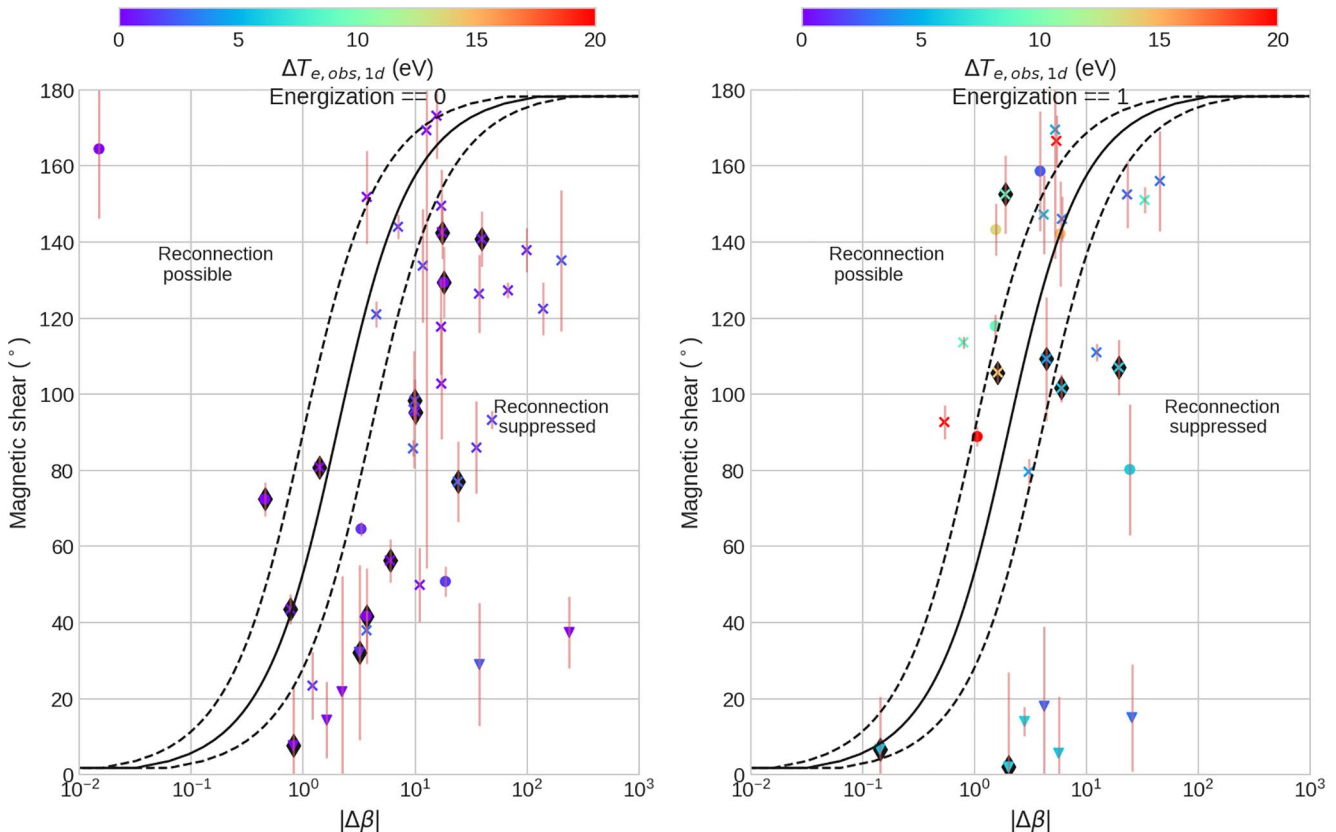 0 5 10 15 20
ΔT_{e, obs, 1d} (eV)
Energization == 0
180
160
140
120
100
80
60
40
20
0
Magnetic shear (°)
Reconnection
possible
Reconnection
suppressed
10^{-2} 10^{-1} 10^{0} 10^{1} 10^{2} 10^{3}
|Δβ|
0 5 10 15 20
ΔT_{e, obs, 1d} (eV)
Energization == 1
180
160
140
120
100
80
60
40
20
0
Magnetic shear (°)
Reconnection
possible
Reconnection
suppressed
10^{-2} 10^{-1} 10^{0} 10^{1} 10^{2} 10^{3}
|Δβ|